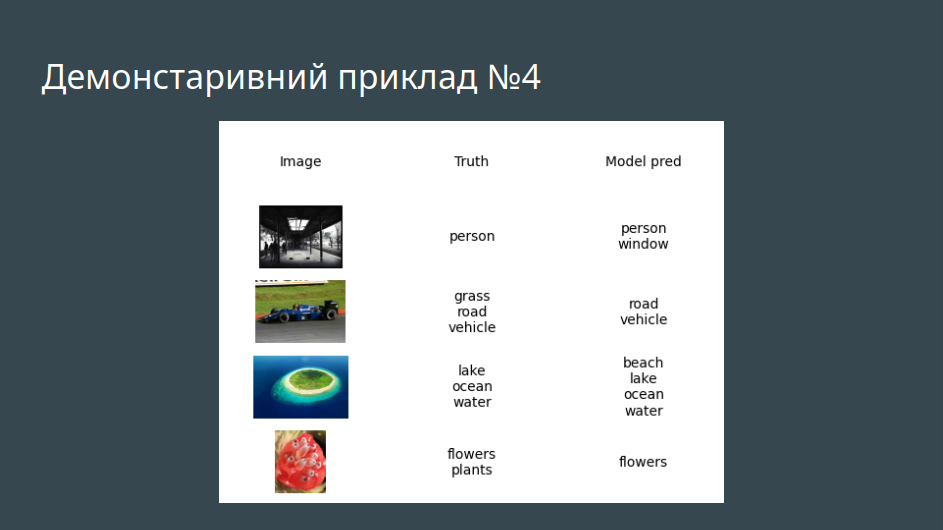 Демонстаривний приклад №4
Image Truth Model pred
person
person
window
grass
road
vehicle
road
vehicle
lake
ocean
water
beach
lake
ocean
water
flowers
plants
flowers